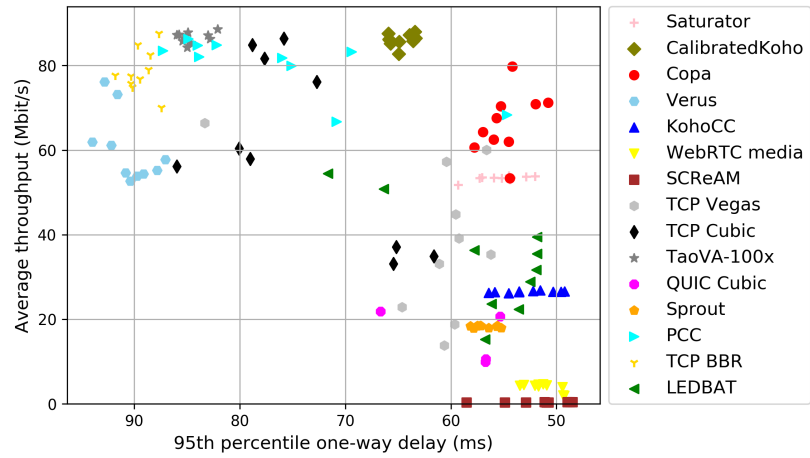 Average throughput (Mbit/s)
80
60
40
20
0
90
80
70
60
50
95th percentile one-way delay (ms)
Saturator
CalibratedKoho
Copa
Verus
KohoCC
WebRTC media
SCReAM
TCP Vegas
TCP Cubic
TaoVA-100x
QUIC Cubic
Sprout
PCC
TCP BBR
LEDBAT